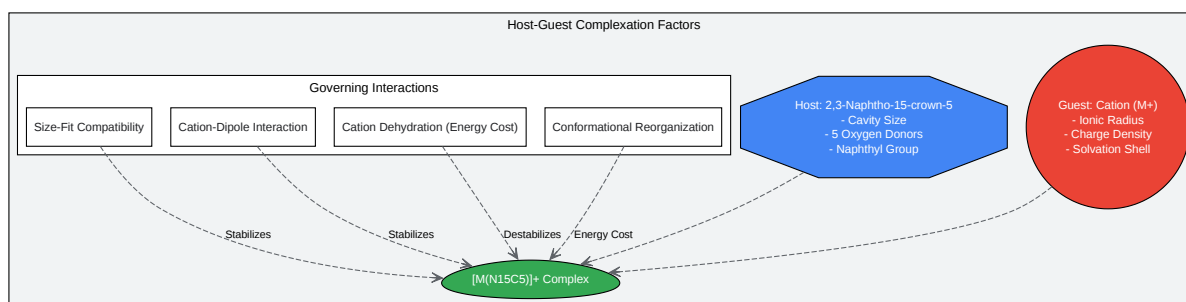 Host-Guest Complexation Factors
Governing Interactions
Size-Fit Compatibility
Cation-Dipole Interaction
Cation Dehydration (Energy Cost)
Conformational Reorganization
Host: 2,3-Naphtho-15-crown-5
- Cavity Size
- 5 Oxygen Donors
- Naphthyl Group
Guest: Cation (M+)
- Ionic Radius
- Charge Density
- Solvation Shell
Stabilizes
Stabilizes
Destabilizes
Energy Cost
[M(N15C5)]+ Complex